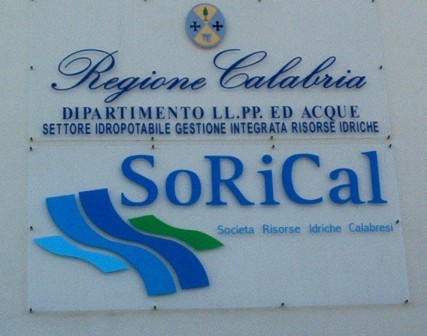 Regione Calabria
DIPARTIMENTO LL.PP. ED ACQUE
SETTORE IDROPOTABILE GESTIONE INTEGRATA RISORSE IDRICHE
SoRiCal
Societa Risorse Idriche Calabresi